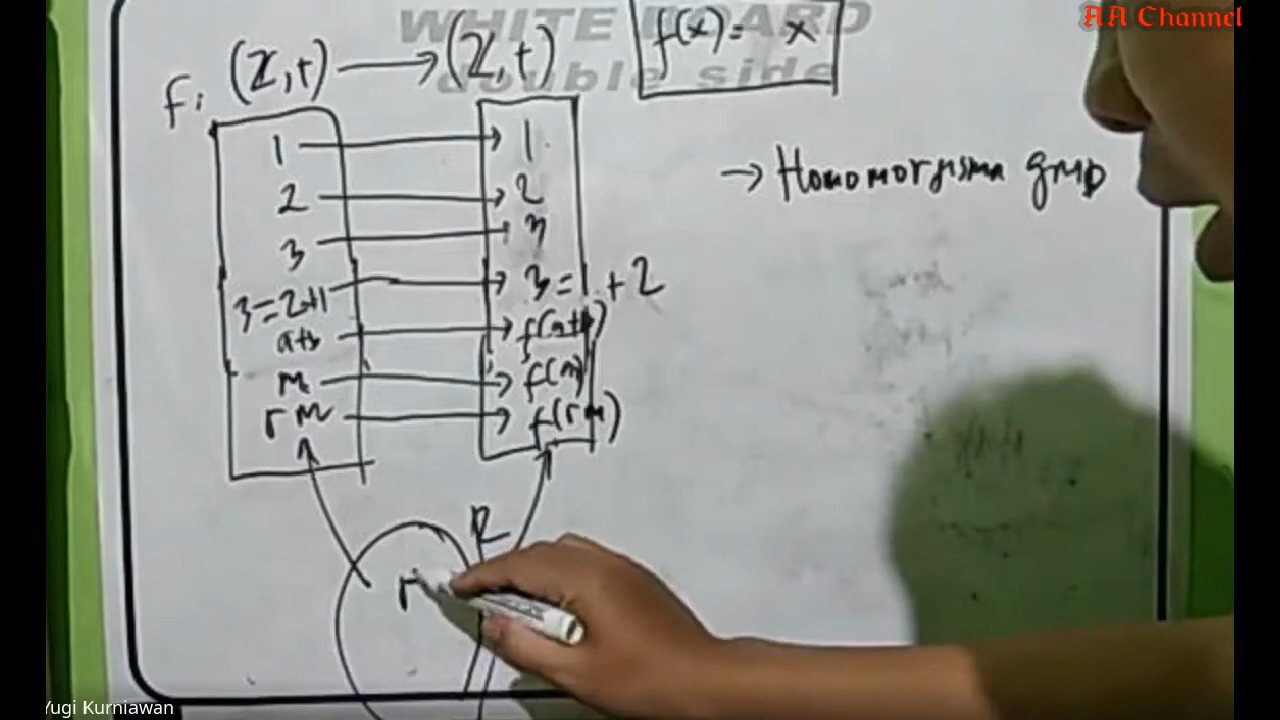 AA Channel
WHITE BOARD
double side
f: (Z,+) → (Z,+)
f(x) = x
1 → 1
2 → 2
3 → 3
3=2+1 → 3=1+2
a+b → f(a+b)
m → f(m)
rm → f(rm)
→ Homomorfisma grup
R
r
Yugi Kurniawan